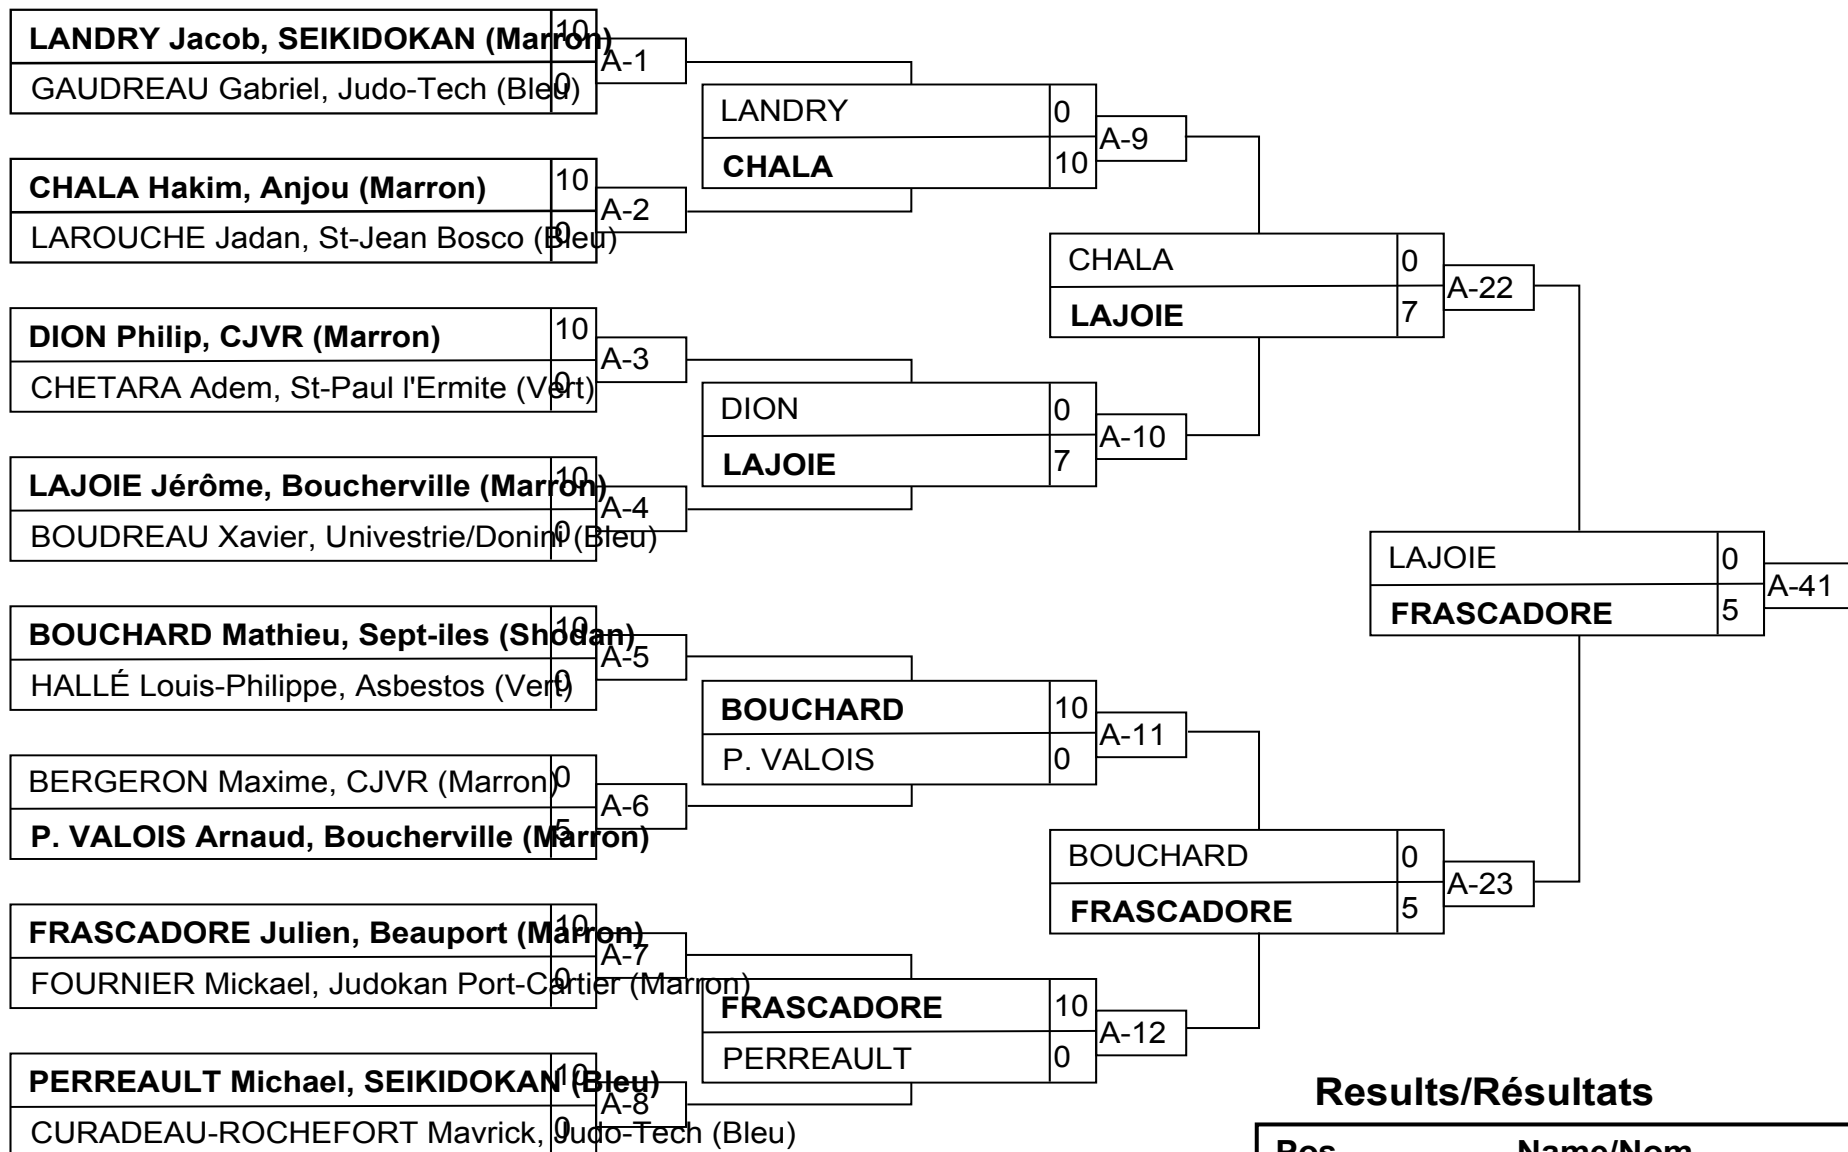 LANDRY Jacob, SEIKIDOKAN (Marron) 10
GAUDREAU Gabriel, Judo-Tech (Bleu) 0
A-1
CHALA Hakim, Anjou (Marron) 10
LAROUCHE Jadan, St-Jean Bosco (Bleu) 0
A-2
DION Philip, CJVR (Marron) 10
CHETARA Adem, St-Paul l'Ermite (Vert) 0
A-3
LAJOIE Jérôme, Boucherville (Marron) 10
BOUDREAU Xavier, Univestrie/Donini (Bleu) 0
A-4
BOUCHARD Mathieu, Sept-iles (Shodan) 10
HALLÉ Louis-Philippe, Asbestos (Vert) 0
A-5
BERGERON Maxime, CJVR (Marron) 0
P. VALOIS Arnaud, Boucherville (Marron) 5
A-6
FRASCADORE Julien, Beauport (Marron) 10
FOURNIER Mickael, Judokan Port-Cartier (Marron) 0
A-7
PERREAULT Michael, SEIKIDOKAN (Bleu) 10
CURADEAU-ROCHEFORT Mavrick, Judo-Tech (Bleu) 0
A-8
LANDRY 0
CHALA 10
A-9
DION 0
LAJOIE 7
A-10
BOUCHARD 10
P. VALOIS 0
A-11
FRASCADORE 10
PERREAULT 0
A-12
CHALA 0
LAJOIE 7
A-22
BOUCHARD 0
FRASCADORE 5
A-23
LAJOIE 0
FRASCADORE 5
A-41
Results/Résultats
Pos Name/Nom